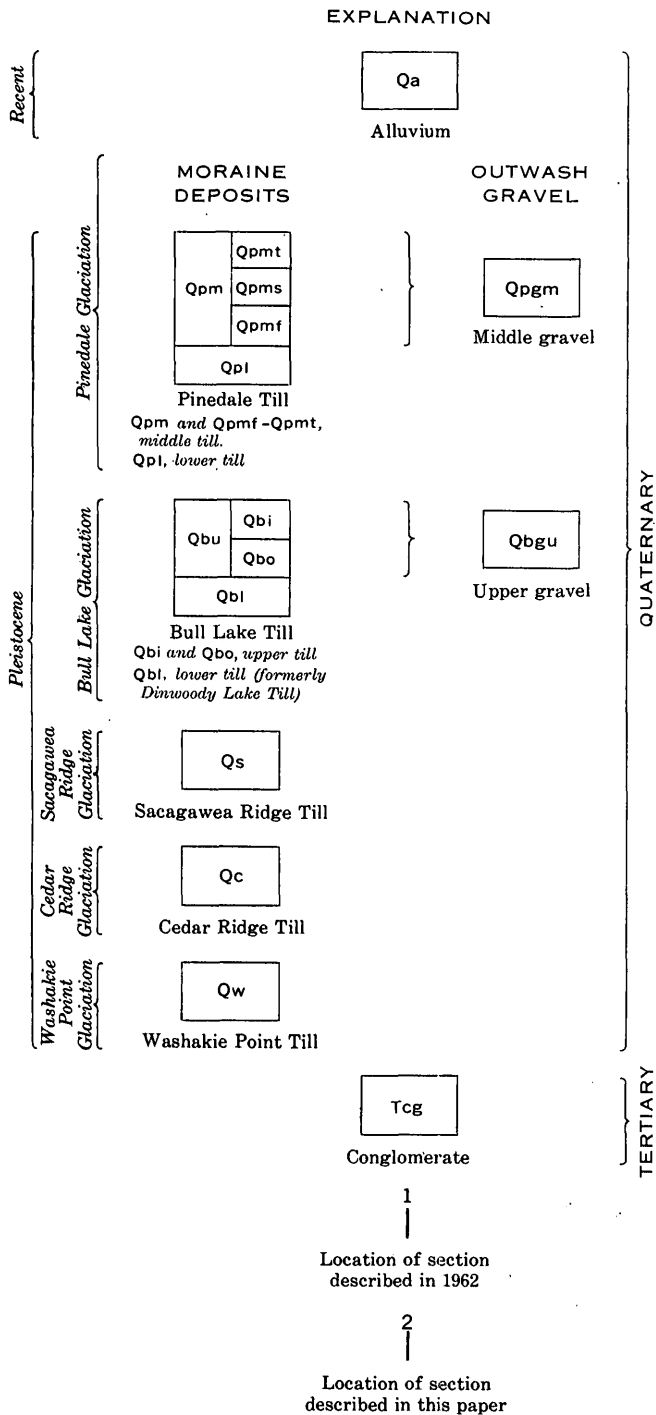 EXPLANATION
Recent
Qa
Alluvium
MORAINE
DEPOSITS
OUTWASH
GRAVEL
QUATERNARY
Pleistocene
Pinedale Glaciation
Qpm
Qpmt
Qpms
Qpmf
Qpl
Pinedale Till
Qpm and Qpmf-Qpmt,
middle till.
Qpl, lower till
Qpgm
Middle gravel
Bull Lake Glaciation
Qbu
Qbi
Qbo
Qbl
Bull Lake Till
Qbi and Qbo, upper till
Qbl, lower till (formerly
Dinwoody Lake Till)
Qbgu
Upper gravel
Sacagawea
Ridge
Glaciation
Qs
Sacagawea Ridge Till
Cedar
Ridge
Glaciation
Qc
Cedar Ridge Till
Washakie
Point
Glaciation
Qw
Washakie Point Till
Tcg
Conglomerate
TERTIARY
1
Location of section
described in 1962
2
Location of section
described in this paper